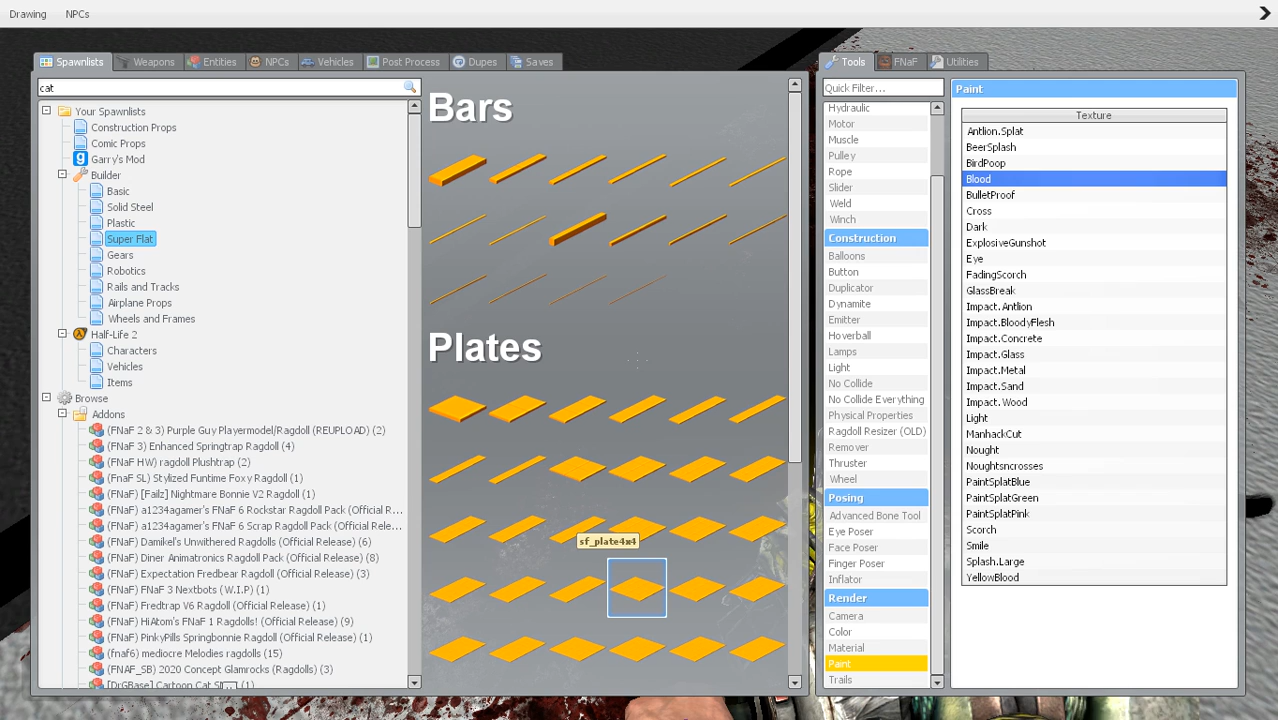 Drawing NPCs
Spawnlists Weapons Entities NPCs Vehicles Post Process Dupes Saves
cat
Your Spawnlists
Construction Props
Comic Props
Garry's Mod
Builder
Basic
Solid Steel
Plastic
Super Flat
Gears
Robotics
Rails and Tracks
Airplane Props
Wheels and Frames
Half-Life 2
Characters
Vehicles
Items
Browse
Addons
(FNaF 2 & 3) Purple Guy Playermodel/Ragdoll (REUPLOAD) (2)
(FNaF 3) Enhanced Springtrap Ragdoll (4)
(FNaF HW) ragdoll Plushtrap (2)
(FNaF SL) Stylized Funtime Foxy Ragdoll (1)
(FNAF) [Failz] Nightmare Bonnie V2 Ragdoll (1)
(FNAF) a1234agamer's FNAF 6 Rockstar Ragdoll Pack (Official R...
(FNAF) a1234agamer's FNAF 6 Scrap Ragdoll Pack (Official Rele...
(FNAF) Dantibell's UnWithereds Ragdoll (6)
(FNAF) Diner Animatronics Ragdoll Pack (Official Release) (8)
(FNAF) Expectation Fredbear Ragdoll (Official Release) (3)
(FNAF) FNAF 3 Nextbots (W.I.P) (1)
(FNAF) Fredtrap V6 Ragdoll (Official Release) (1)
(FNAF) MiAtom's FNAF 1 Ragdolls! (Official Release) (9)
(FNAF) PinkyPills Springbonnie Ragdoll (Official Release) (1)
(fnaf6) mediocre Melodies ragdolls (15)
(FNAF_SB) 2020 Concept Glamrocks (Ragdolls) (3)
[DrGBase] Cartoon Cat
Bars
Plates
sf_plate4x4
Tools FNaF Utilities
Quick Filter...
Hydraulic
Motor
Muscle
Pulley
Rope
Slider
Weld
Winch
Construction
Balloons
Button
Duplicator
Dynamite
Emitter
Hoverball
Lamps
Light
No Collide
No Collide Everything
Physical Properties
Ragdoll Resizer (OLD)
Remover
Thruster
Wheel
Posing
Advanced Bone Tool
Eye Poser
Face Poser
Finger Poser
Inflator
Render
Camera
Color
Material
Paint
Trails
Paint
Texture
Antlion.Splat
BeerSplash
BirdPoop
Blood
BulletProof
Cross
Dark
ExplosiveGunshot
Eye
FadingScorch
GlassBreak
Impact.Antlion
Impact.BloodyFlesh
Impact.Concrete
Impact.Glass
Impact.Metal
Impact.Sand
Impact.Wood
Light
ManhackCut
Nought
Noughtsncrosses
PaintSplatBlue
PaintSplatGreen
PaintSplatPink
Scorch
Smile
Splash.Large
YellowBlood